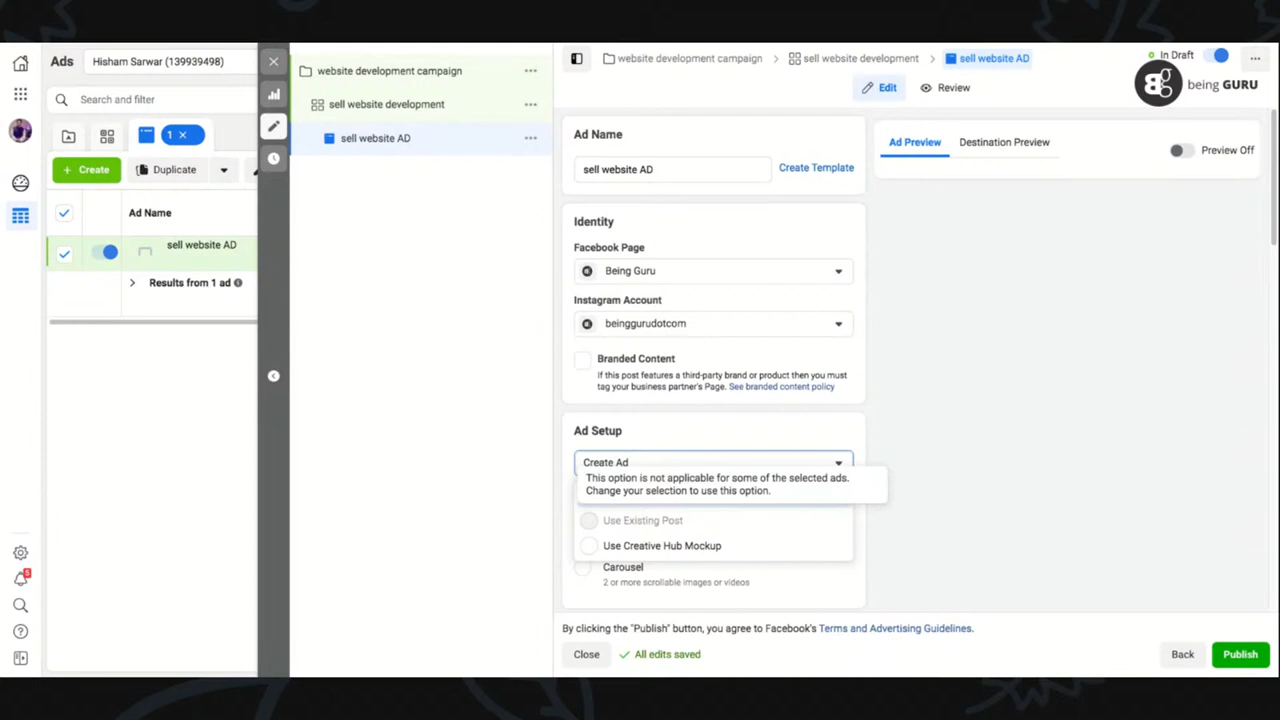 Ads
Hisham Sarwar (139939498)
Search and filter
1 ×
+ Create
Duplicate
Ad Name
sell website AD
Results from 1 ad
5
website development campaign
sell website development
sell website AD
website development campaign > sell website development > sell website AD
In Draft
Edit
Review
being GURU
Ad Name
sell website AD
Create Template
Identity
Facebook Page
Being Guru
Instagram Account
beinggurudotcom
Branded Content
If this post features a third-party brand or product then you must
tag your business partner's Page. See branded content policy
Ad Setup
Create Ad
This option is not applicable for some of the selected ads.
Change your selection to use this option.
Use Existing Post
Use Creative Hub Mockup
Carousel
2 or more scrollable images or videos
Ad Preview
Destination Preview
Preview Off
By clicking the "Publish" button, you agree to Facebook's Terms and Advertising Guidelines.
Close
All edits saved
Back
Publish